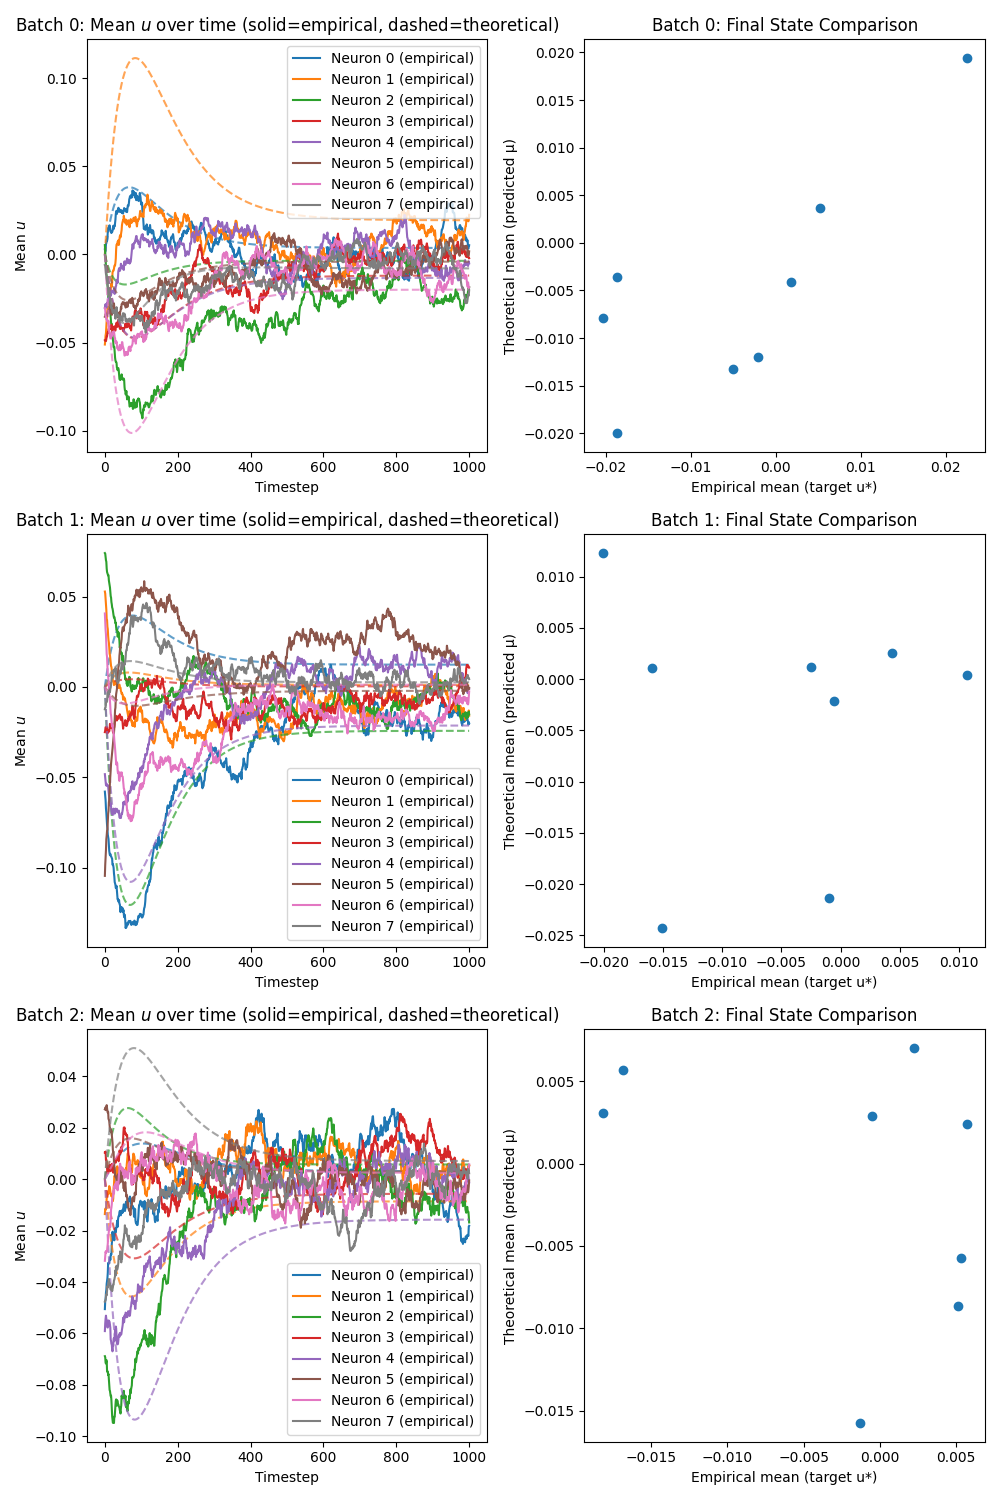 Batch 0: Mean u over time (solid=empirical, dashed=theoretical)
Mean u
0.10
0.05
0.00
−0.05
−0.10
Neuron 0 (empirical)
Neuron 1 (empirical)
Neuron 2 (empirical)
Neuron 3 (empirical)
Neuron 4 (empirical)
Neuron 5 (empirical)
Neuron 6 (empirical)
Neuron 7 (empirical)
0 200 400 600 800 1000
Timestep
Batch 0: Final State Comparison
Theoretical mean (predicted μ)
0.020
0.015
0.010
0.005
0.000
−0.005
−0.010
−0.015
−0.020
−0.02 −0.01 0.00 0.01 0.02
Empirical mean (target u*)
Batch 1: Mean u over time (solid=empirical, dashed=theoretical)
Mean u
0.05
0.00
−0.05
−0.10
Neuron 0 (empirical)
Neuron 1 (empirical)
Neuron 2 (empirical)
Neuron 3 (empirical)
Neuron 4 (empirical)
Neuron 5 (empirical)
Neuron 6 (empirical)
Neuron 7 (empirical)
0 200 400 600 800 1000
Timestep
Batch 1: Final State Comparison
Theoretical mean (predicted μ)
0.010
0.005
0.000
−0.005
−0.010
−0.015
−0.020
−0.025
−0.020 −0.015 −0.010 −0.005 0.000 0.005 0.010
Empirical mean (target u*)
Batch 2: Mean u over time (solid=empirical, dashed=theoretical)
Mean u
0.04
0.02
0.00
−0.02
−0.04
−0.06
−0.08
−0.10
Neuron 0 (empirical)
Neuron 1 (empirical)
Neuron 2 (empirical)
Neuron 3 (empirical)
Neuron 4 (empirical)
Neuron 5 (empirical)
Neuron 6 (empirical)
Neuron 7 (empirical)
0 200 400 600 800 1000
Timestep
Batch 2: Final State Comparison
Theoretical mean (predicted μ)
0.005
0.000
−0.005
−0.010
−0.015
−0.015 −0.010 −0.005 0.000 0.005
Empirical mean (target u*)